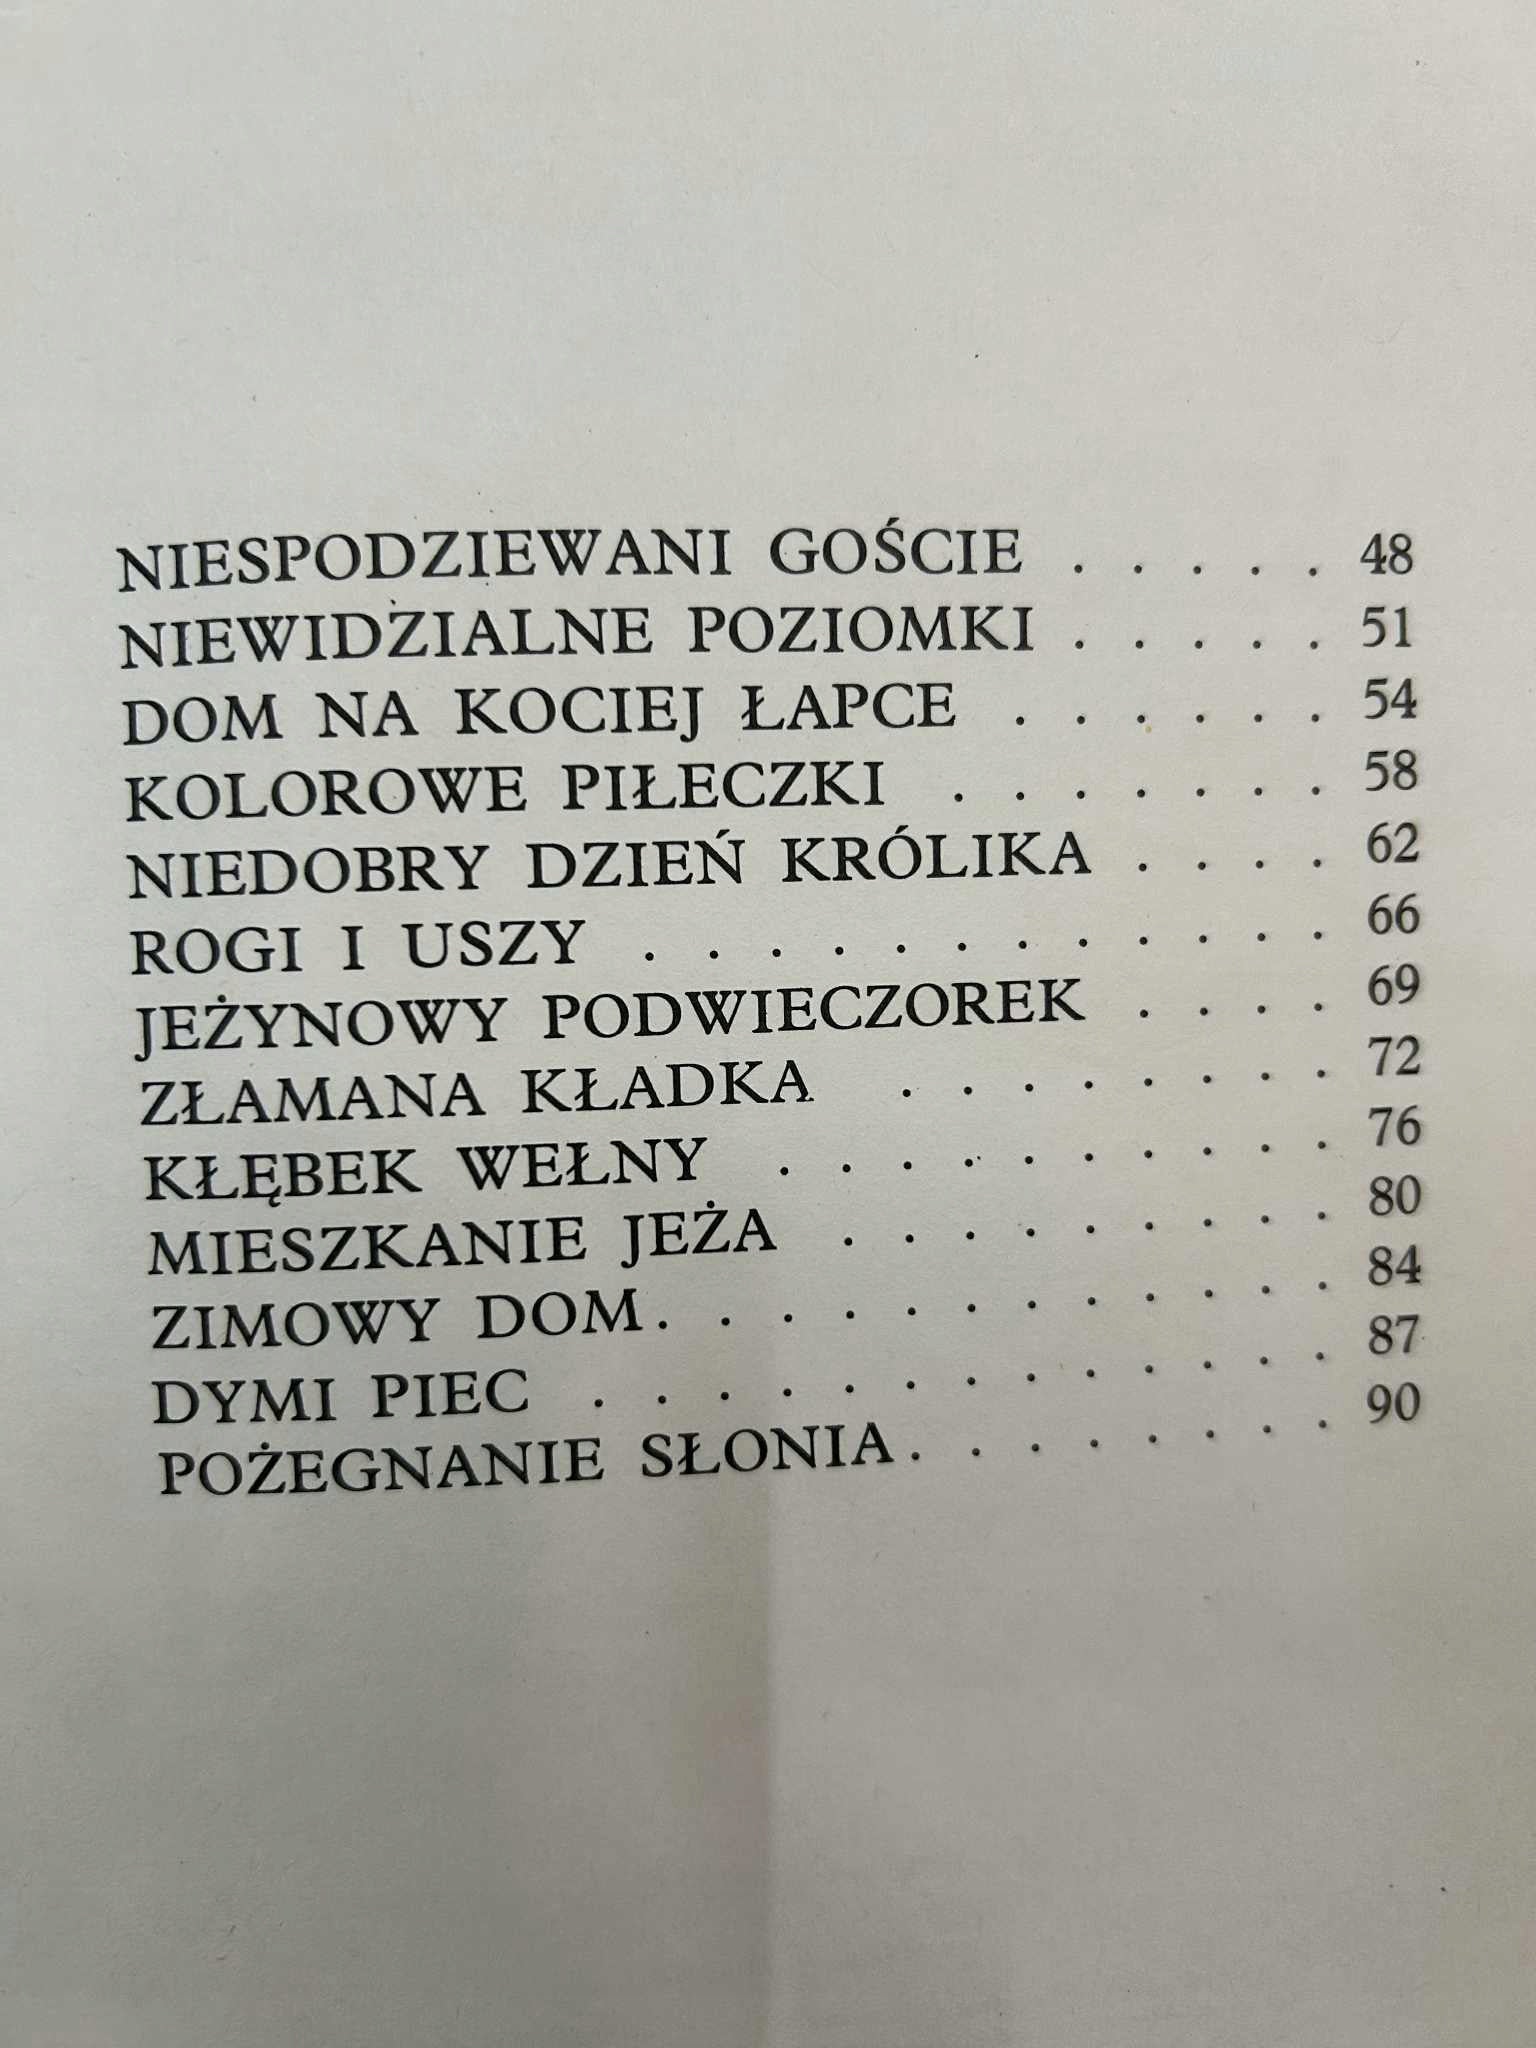 NIESPODZIEWANI GOŚCIE . . . . . 48
NIEWIDZIALNE POZIOMKI . . . . . 51
DOM NA KOCIEJ ŁAPCE . . . . . . 54
KOLOROWE PIŁECZKI . . . . . . . 58
NIEDOBRY DZIEŃ KRÓLIKA . . . . 62
ROGI I USZY . . . . . . . . . . . . 66
JEŻYNOWY PODWIECZOREK . . . . 69
ZŁAMANA KŁADKA . . . . . . . . 72
KŁĘBEK WEŁNY . . . . . . . . . . 76
MIESZKANIE JEŻA . . . . . . . . . 80
ZIMOWY DOM . . . . . . . . . . . . 84
DYMI PIEC . . . . . . . . . . . . . 87
POŻEGNANIE SŁONIA . . . . . . . . 90